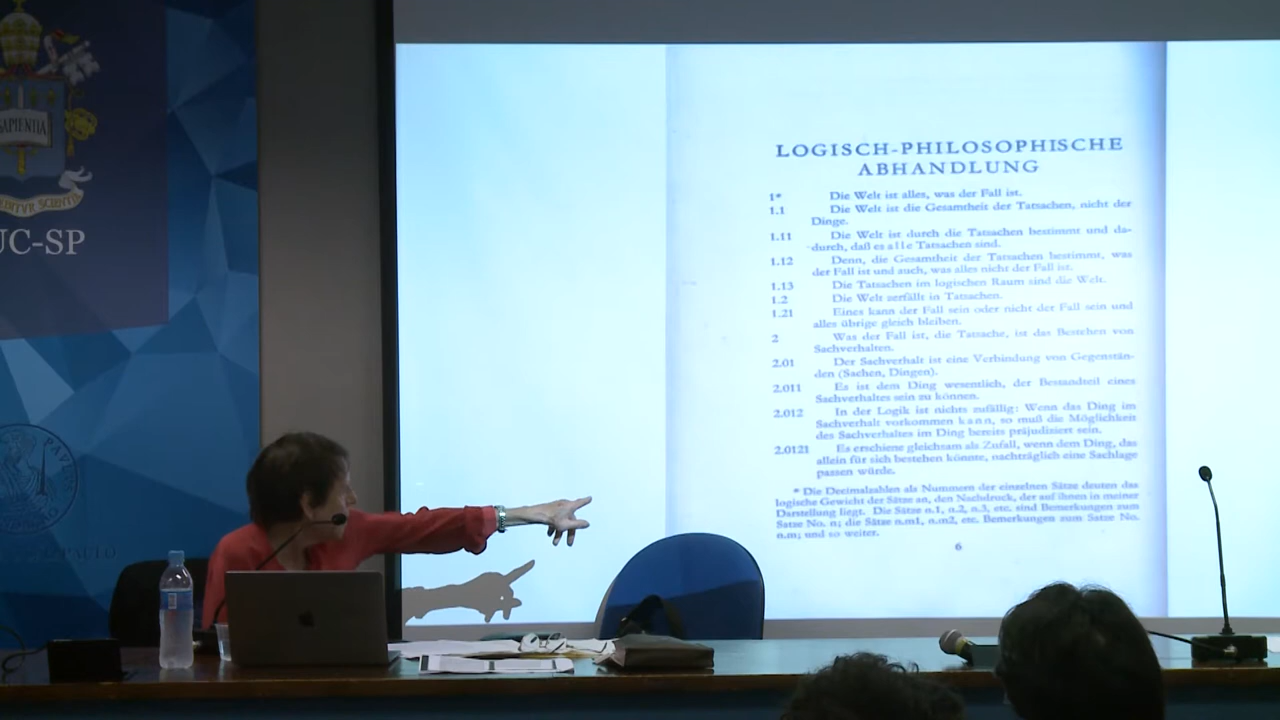 SAPIENTIA
UC-SP
LOGISCH-PHILOSOPHISCHE
ABHANDLUNG
1* Die Welt ist alles, was der Fall ist.
1.1 Die Welt ist die Gesamtheit der Tatsachen, nicht der
Dinge.
1.11 Die Welt ist durch die Tatsachen bestimmt und da-
durch, daß es alle Tatsachen sind.
1.12 Denn, die Gesamtheit der Tatsachen bestimmt, was
der Fall ist und auch, was alles nicht der Fall ist.
1.13 Die Tatsachen im logischen Raum sind die Welt.
1.2 Die Welt zerfällt in Tatsachen.
1.21 Eines kann der Fall sein oder nicht der Fall sein und
alles übrige gleich bleiben.
2 Was der Fall ist, die Tatsache, ist das Bestehen von
Sachverhalten.
2.01 Der Sachverhalt ist eine Verbindung von Gegenstän-
den (Sachen, Dingen).
2.011 Es ist dem Ding wesentlich, der Bestandteil eines
Sachverhaltes sein zu können.
2.012 In der Logik ist nichts zufällig: Wenn das Ding im
Sachverhalt vorkommen kann, so muß die Möglichkeit
des Sachverhaltes im Ding bereits präjudiziert sein.
2.0121 Es erschiene gleichsam als Zufall, wenn dem Ding, das
allein für sich bestehen könnte, nachträglich eine Sachlage
passen würde.
* Die Decimalzahlen als Nummern der einzelnen Sätze deuten das
logische Gewicht der Sätze an, den Nachdruck, der auf ihnen in meiner
Darstellung liegt. Die Sätze n.1, n.2, n.3, etc. sind Bemerkungen zum
Satze No. n; die Sätze n.m1, n.m2, etc. Bemerkungen zum Satze No.
n.m; und so weiter.
6
PAULO